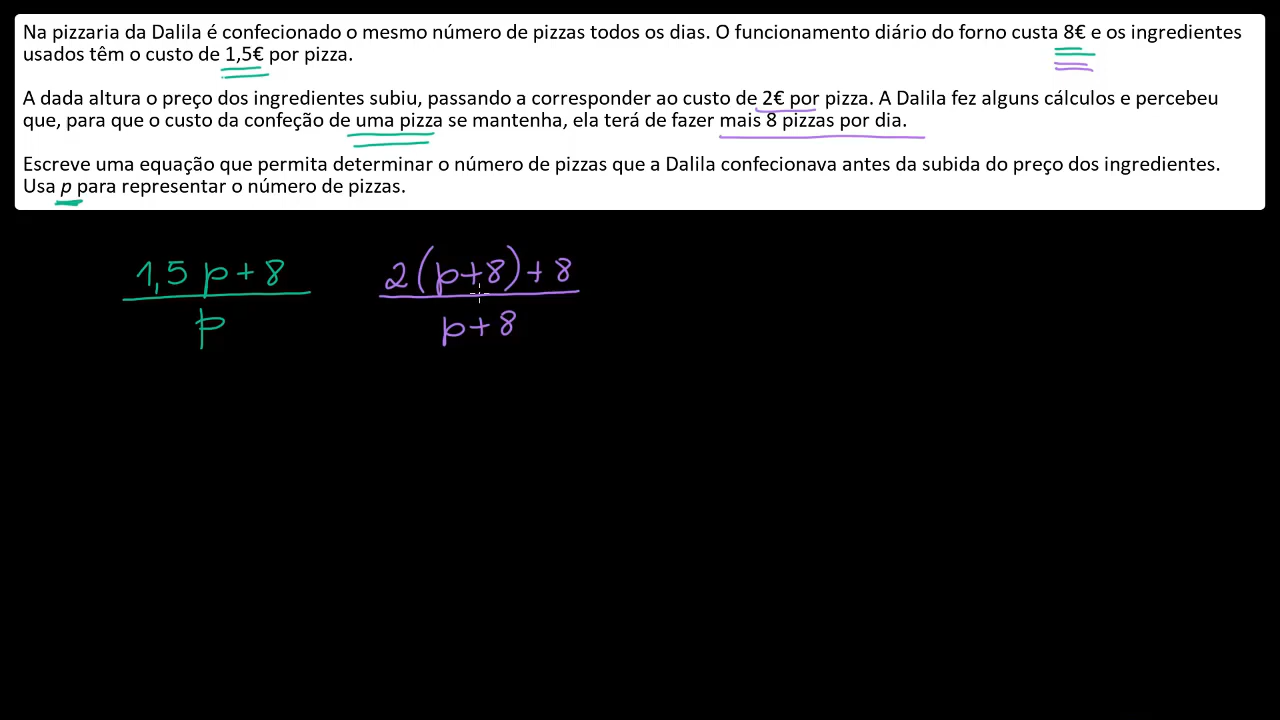 Na pizzaria da Dalila é confecionado o mesmo número de pizzas todos os dias. O funcionamento diário do forno custa 8€ e os ingredientes
usados têm o custo de 1,5€ por pizza.
A dada altura o preço dos ingredientes subiu, passando a corresponder ao custo de 2€ por pizza. A Dalila fez alguns cálculos e percebeu
que, para que o custo da confeção de uma pizza se mantenha, ela terá de fazer mais 8 pizzas por dia.
Escreve uma equação que permita determinar o número de pizzas que a Dalila confecionava antes da subida do preço dos ingredientes.
Usa p para representar o número de pizzas.
1,5 p + 8
p
2 (p+8) + 8
p + 8